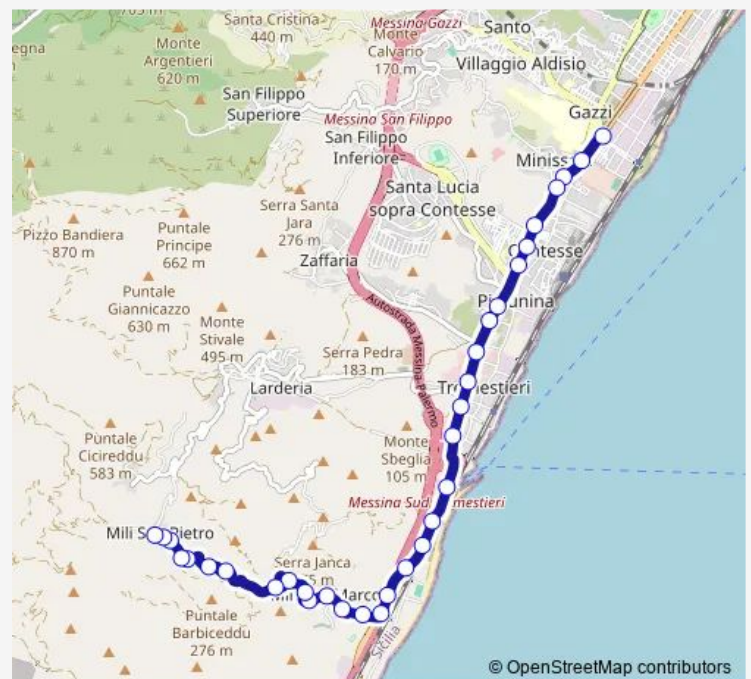 Santa Cristina
440 m
Messina Gazzi
Monte
Calvario
170 m
Santo
Monte
Argentieri
620 m
Villaggio Aldisio
San Filippo
Superiore
Gazzi
Messina San Filippo
San Filippo
Inferiore
Santa Lucia
sopra Contesse
Serra Santa
Jara
276 m
Pizzo Bandiera
870 m
Puntale
Principe
662 m
Zaffaria
Puntale
Giannicazzo
630 m
Autostrada Messina Palermo
Monte
Stivale
495 m
Serra Pedra
183 m
Larderia
Puntale
Cicireddu
583 m
Monte
Sbeglia
105 m
Messina Sud
Serra Janca
Puntale
Barbiceddu
276 m
Sicilia
© OpenStreetMap contributors